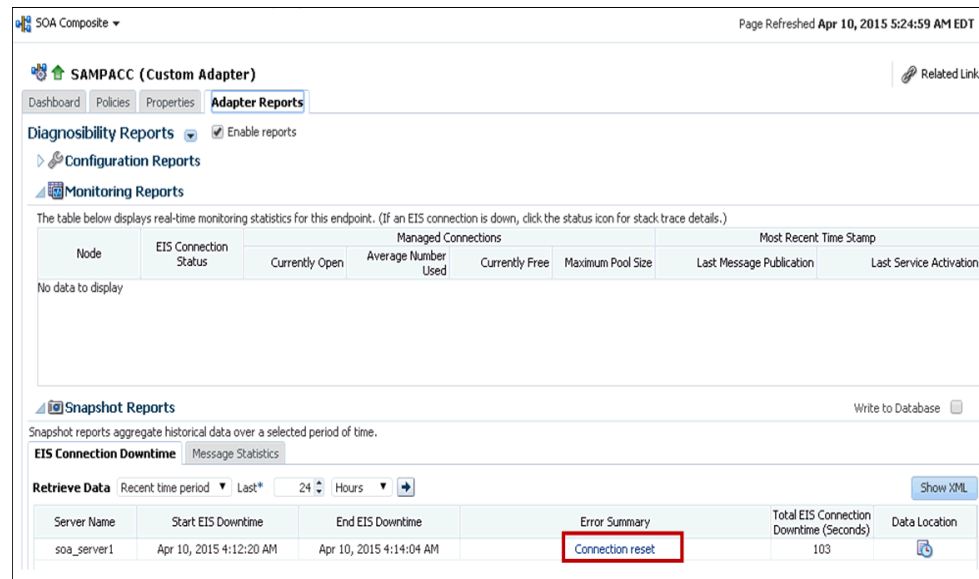 SOA Composite
Page Refreshed Apr 10, 2015 5:24:59 AM EDT
SAMPACC (Custom Adapter)
Related Link
Dashboard Policies Properties Adapter Reports
Diagnosibility Reports Enable reports
Configuration Reports
Monitoring Reports
The table below displays real-time monitoring statistics for this endpoint. (If an EIS connection is down, click the status icon for stack trace details.)
Node
EIS Connection
Status
Managed Connections
Currently Open
Average Number
Used
Currently Free
Maximum Pool Size
Most Recent Time Stamp
Last Message Publication
Last Service Activation
No data to display
Snapshot Reports
Write to Database
Snapshot reports aggregate historical data over a selected period of time.
EIS Connection Downtime Message Statistics
Retrieve Data Recent time period Last* 24 Hours
Show XML
Server Name
Start EIS Downtime
End EIS Downtime
Error Summary
Total EIS Connection
Downtime (Seconds)
Data Location
soa_server1 Apr 10, 2015 4:12:20 AM Apr 10, 2015 4:14:04 AM Connection reset 103